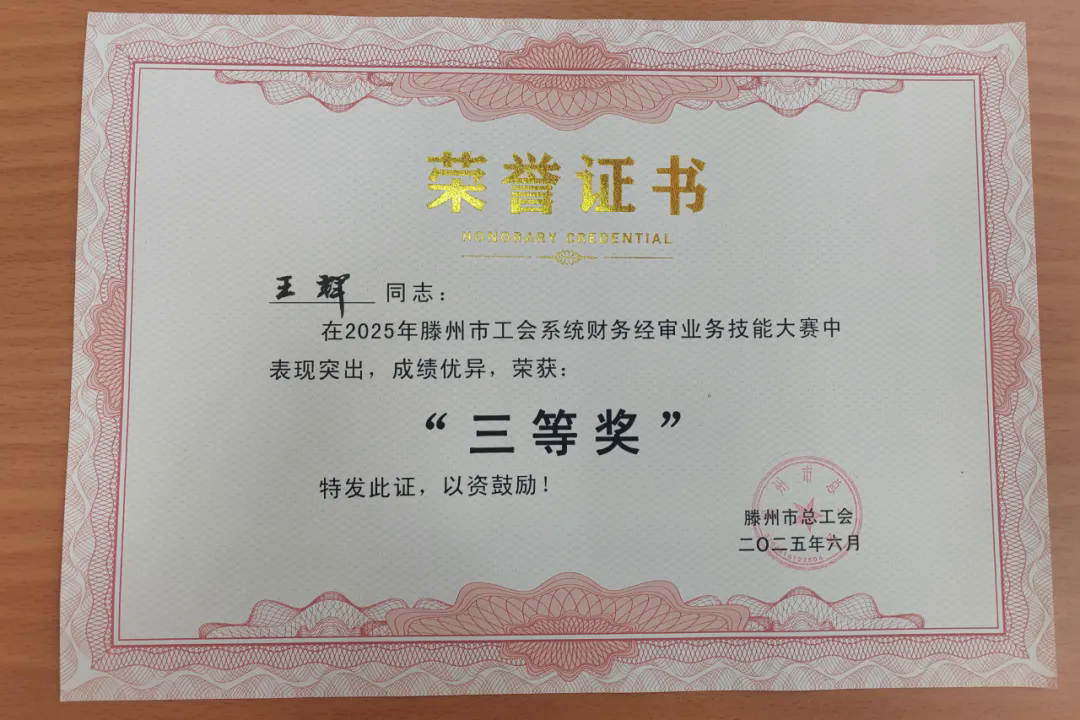 荣誉证书
HONORARY CREDENTIAL
王辉 同志：
在2025年滕州市工会系统财务经审业务技能大赛中
表现突出，成绩优异，荣获：
“三等奖”
特发此证，以资鼓励！
州市总
滕州市总工会
二〇二五年六月